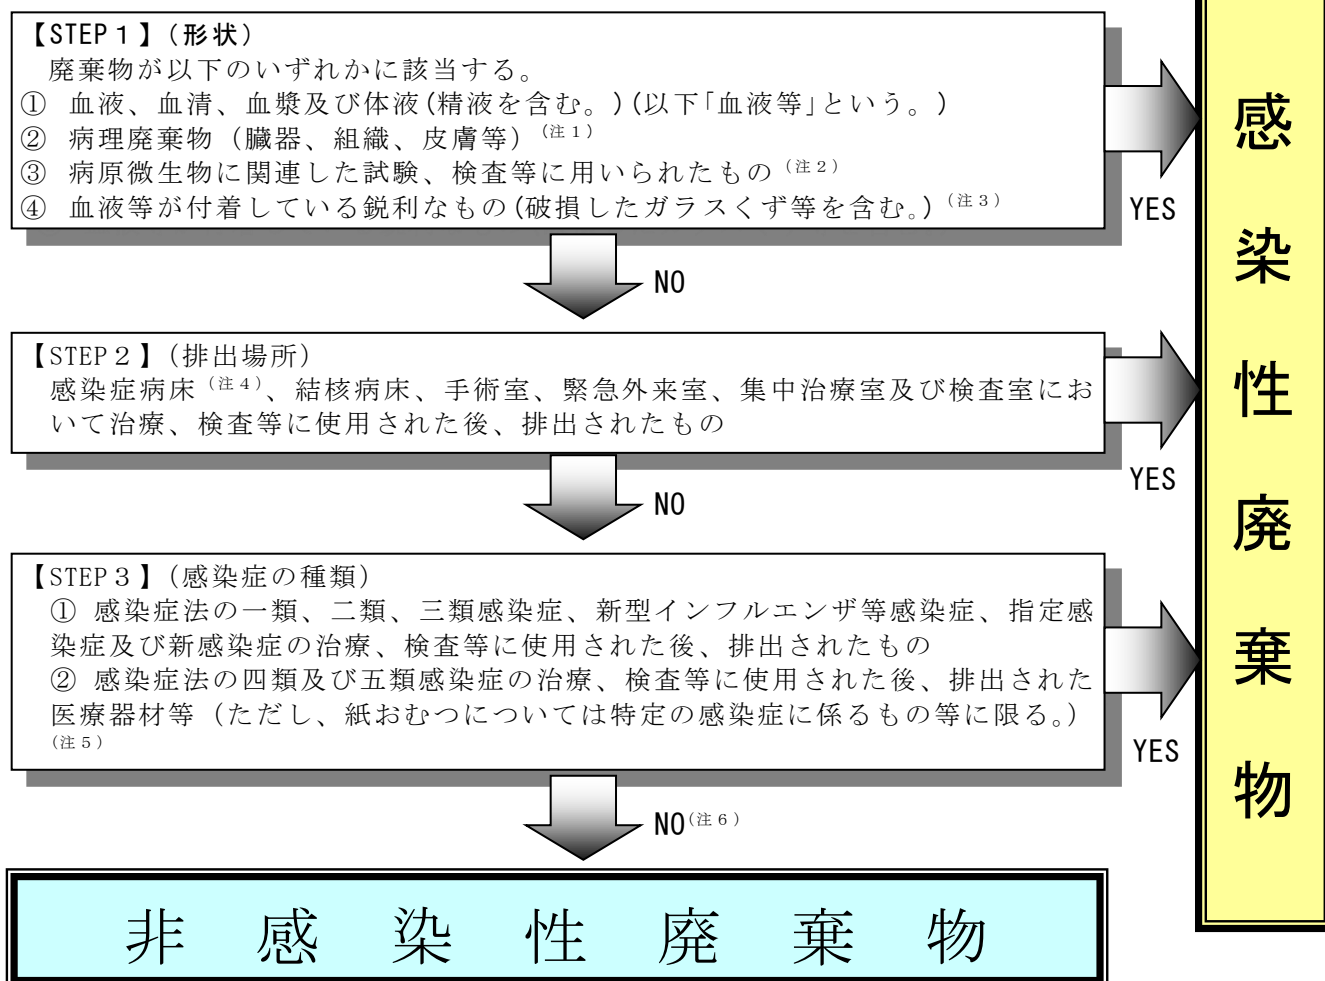 【STEP１】(形状)
廃棄物が以下のいずれかに該当する。
① 血液、血清、血漿及び体液(精液を含む。)(以下「血液等」という。)
② 病理廃棄物（臓器、組織、皮膚等）(注１)
③ 病原微生物に関連した試験、検査等に用いられたもの(注２)
④ 血液等が付着している鋭利なもの(破損したガラスくず等を含む。)(注３)
YES
NO
【STEP２】(排出場所)
感染症病床(注４)、結核病床、手術室、緊急外来室、集中治療室及び検査室にお
いて治療、検査等に使用された後、排出されたもの
YES
NO
【STEP３】(感染症の種類)
① 感染症法の一類、二類、三類感染症、新型インフルエンザ等感染症、指定感
染症及び新感染症の治療、検査等に使用された後、排出されたもの
② 感染症法の四類及び五類感染症の治療、検査等に使用された後、排出された
医療器材等（ただし、紙おむつについては特定の感染症に係るもの等に限る。）
(注５)
YES
NO(注６)
非感染性廃棄物
感染性廃棄物